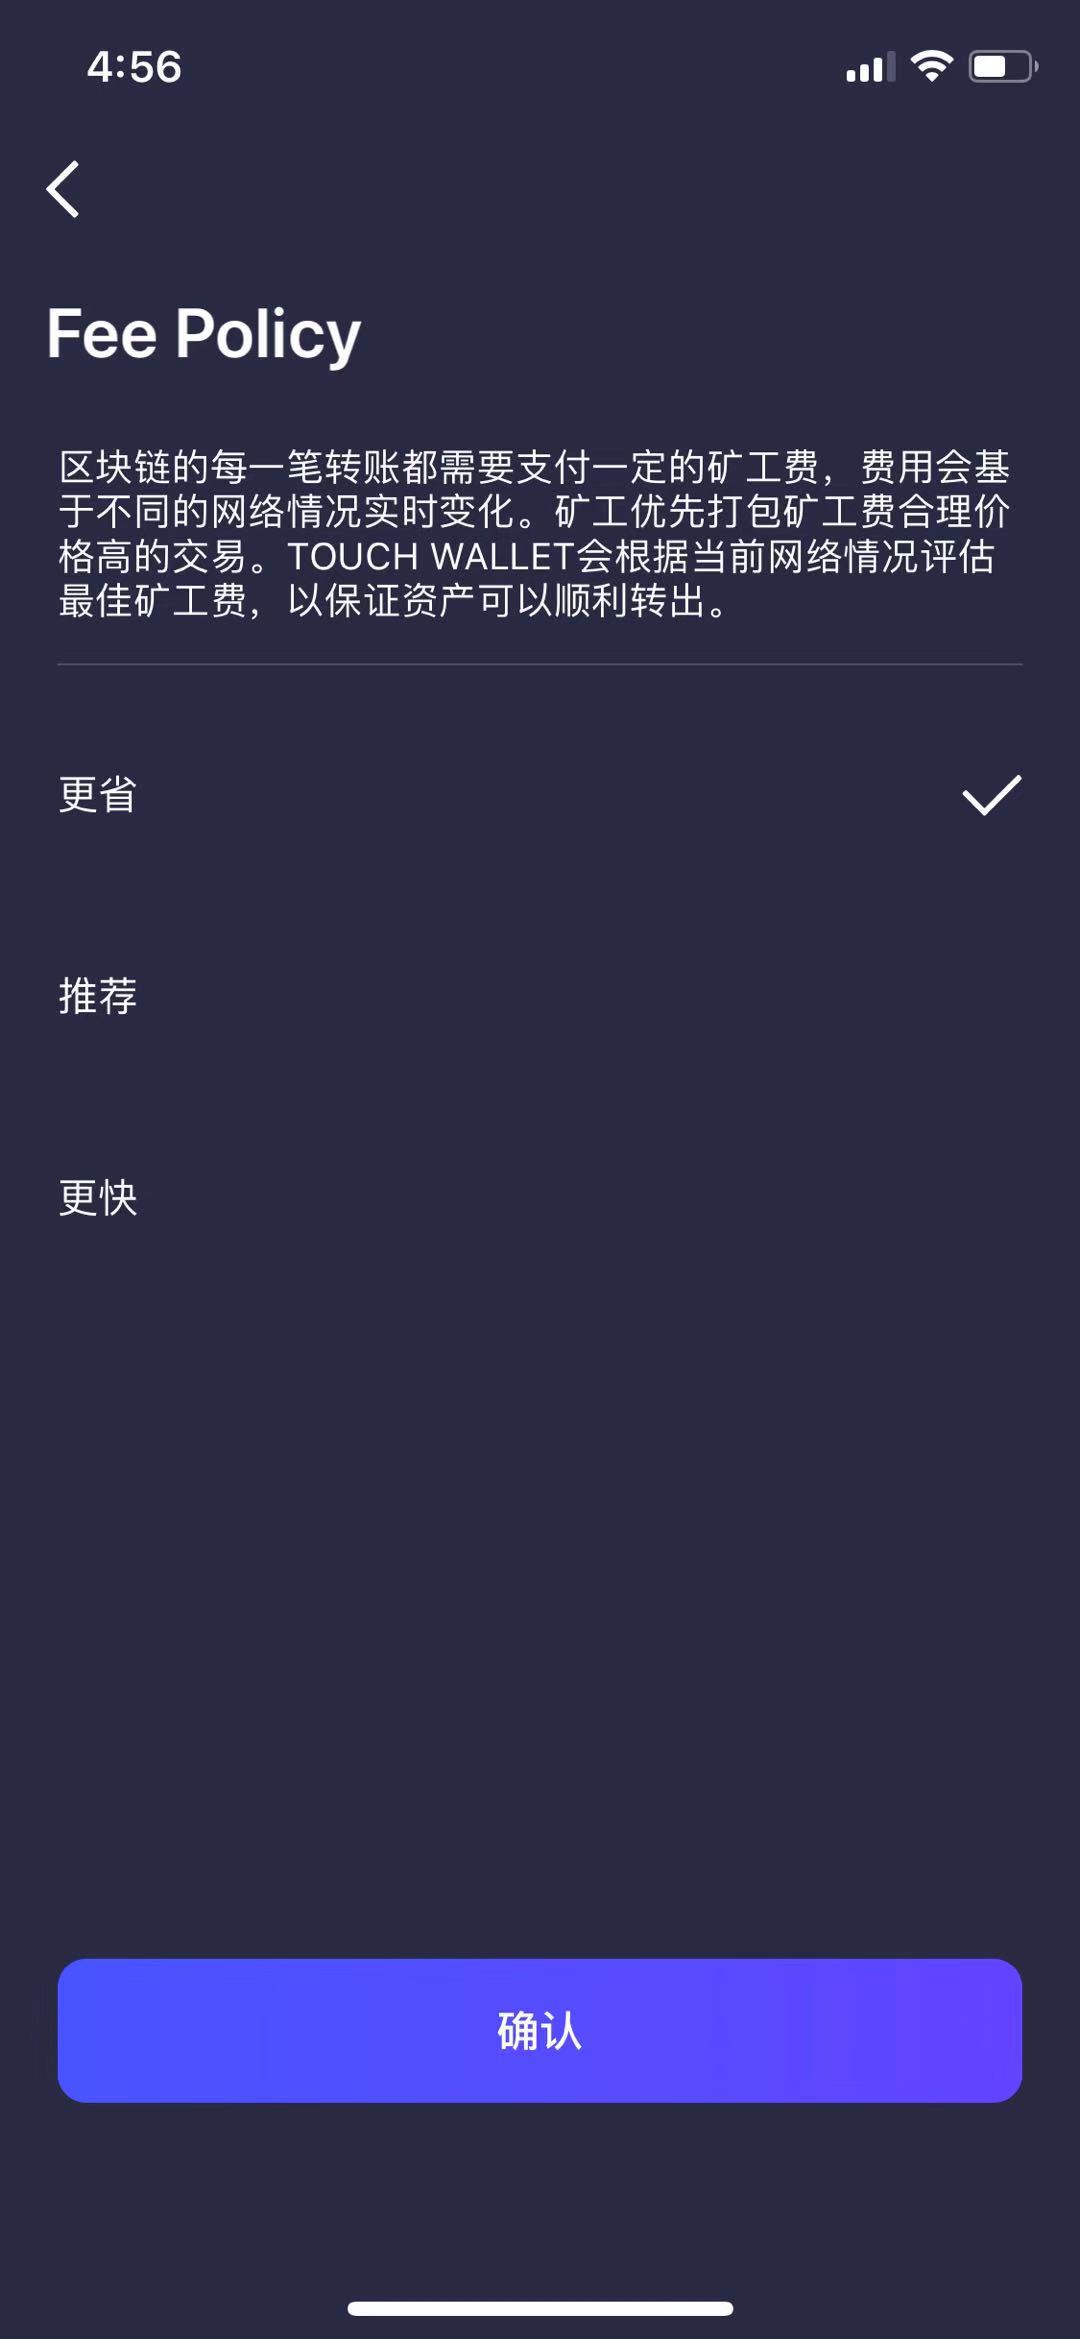 4:56
Fee Policy
区块链的每一笔转账都需要支付一定的矿工费，费用会基
于不同的网络情况实时变化。矿工优先打包矿工费合理价
格高的交易。TOUCH WALLET会根据当前网络情况评估
最佳矿工费，以保证资产可以顺利转出。
更省
推荐
更快
确认